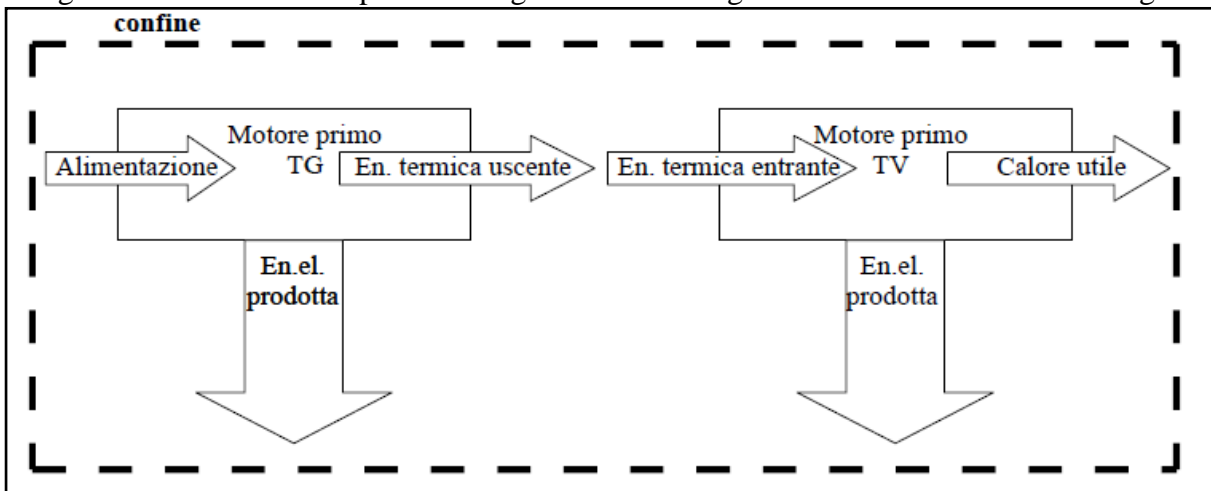 confine
Motore primo
TG
Alimentazione
En. termica uscente
En.el.
prodotta
Motore primo
TV
En. termica entrante
Calore utile
En.el.
prodotta